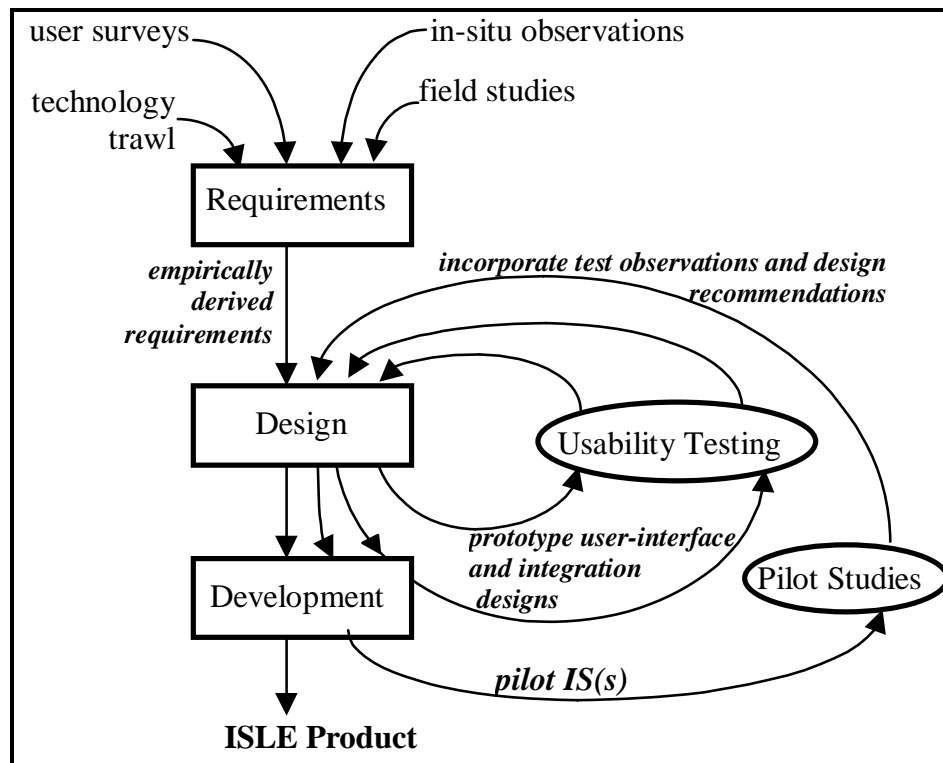 user surveys
in-situ observations
technology
trawl
field studies
Requirements
empirically
derived
requirements
incorporate test observations and design
recommendations
Design
Usability Testing
prototype user-interface
and integration
designs
Development
Pilot Studies
pilot IS(s)
ISLE Product